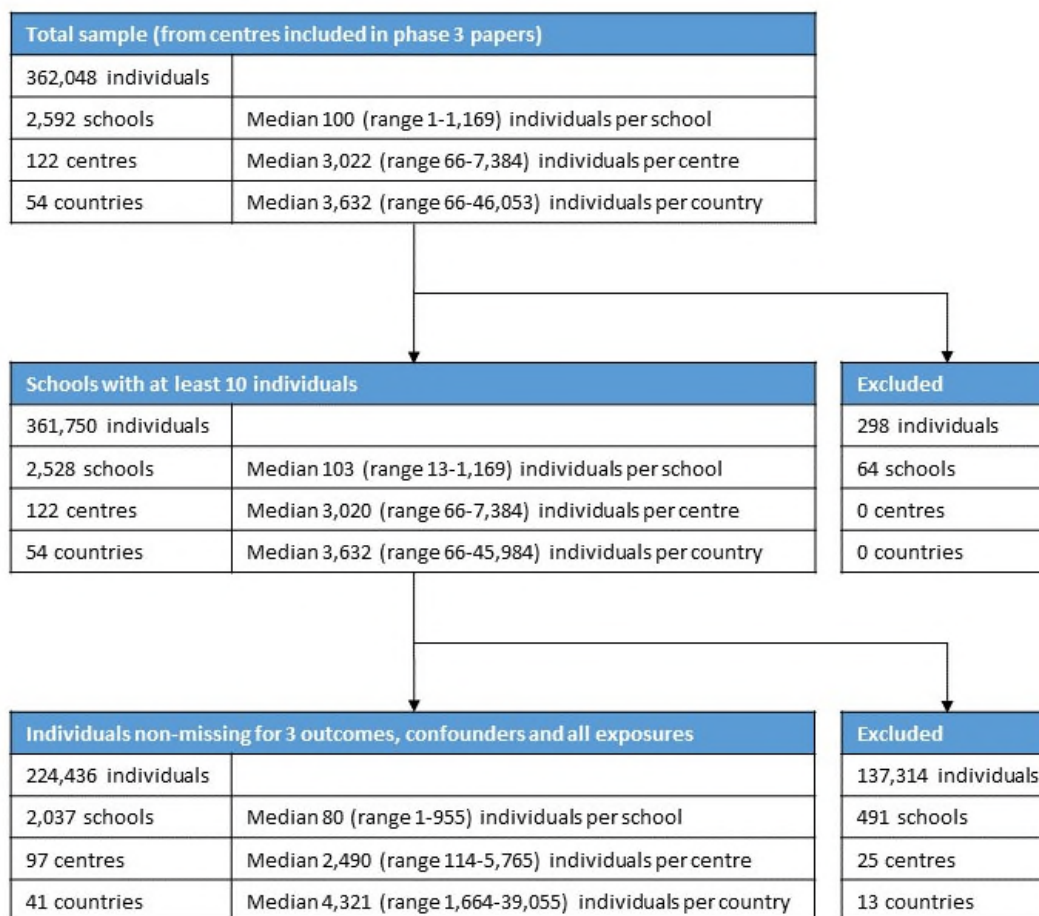 Total sample (from centres included in phase 3 papers)
362,048 individuals
2,592 schools Median 100 (range 1-1,169) individuals per school
122 centres Median 3,022 (range 66-7,384) individuals per centre
54 countries Median 3,632 (range 66-46,053) individuals per country
Schools with at least 10 individuals
361,750 individuals
2,528 schools Median 103 (range 13-1,169) individuals per school
122 centres Median 3,020 (range 66-7,384) individuals per centre
54 countries Median 3,632 (range 66-45,984) individuals per country
Excluded
298 individuals
64 schools
0 centres
0 countries
Individuals non-missing for 3 outcomes, confounders and all exposures
224,436 individuals
2,037 schools Median 80 (range 1-955) individuals per school
97 centres Median 2,490 (range 114-5,765) individuals per centre
41 countries Median 4,321 (range 1,664-39,055) individuals per country
Excluded
137,314 individuals
491 schools
25 centres
13 countries